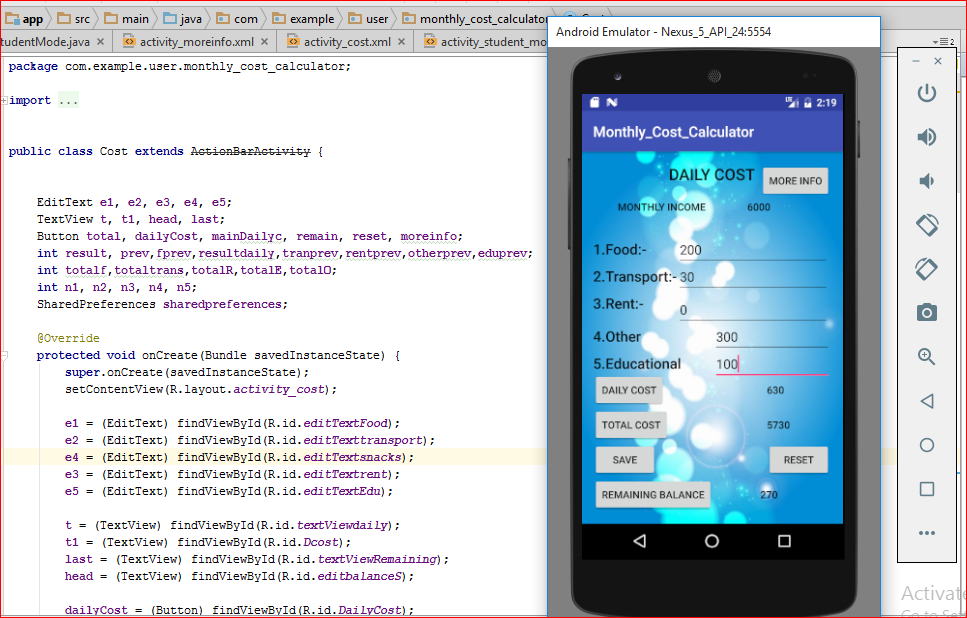 app src main java com example user monthly_cost_calculator
tudentMode.java × activity_moreinfo.xml × activity_cost.xml × activity_student_mo
package com.example.user.monthly_cost_calculator;
import ...
public class Cost extends ActionBarActivity {
EditText e1, e2, e3, e4, e5;
TextView t, t1, head, last;
Button total, dailyCost, mainDailyc, remain, reset, moreinfo;
int result, prev,fprev,resultdaily,tranprev,rentprev,otherprev,eduprev;
int totalf,totaltrans,totalR,totalE,totalO;
int n1, n2, n3, n4, n5;
SharedPreferences sharedpreferences;
@Override
protected void onCreate(Bundle savedInstanceState) {
super.onCreate(savedInstanceState);
setContentView(R.layout.activity_cost);
e1 = (EditText) findViewById(R.id.editTextFood);
e2 = (EditText) findViewById(R.id.editTexttransport);
e4 = (EditText) findViewById(R.id.editTextsnacks);
e3 = (EditText) findViewById(R.id.editTextrent);
e5 = (EditText) findViewById(R.id.editTextEdu);
t = (TextView) findViewById(R.id.textViewdaily);
t1 = (TextView) findViewById(R.id.Dcost);
last = (TextView) findViewById(R.id.textViewRemaining);
head = (TextView) findViewById(R.id.editbalanceS);
dailyCost = (Button) findViewById(R.id.DailyCost);
Android Emulator - Nexus_5_API_24:5554
2:19
Monthly_Cost_Calculator
DAILY COST
MORE INFO
MONTHLY INCOME 6000
1.Food:- 200
2.Transport:- 30
3.Rent:- 0
4.Other 300
5.Educational 100
DAILY COST 630
TOTAL COST 5730
SAVE RESET
REMAINING BALANCE 270
2
Activate